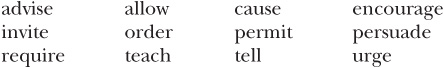 advise allow cause encourage
invite order permit persuade
require teach tell urge